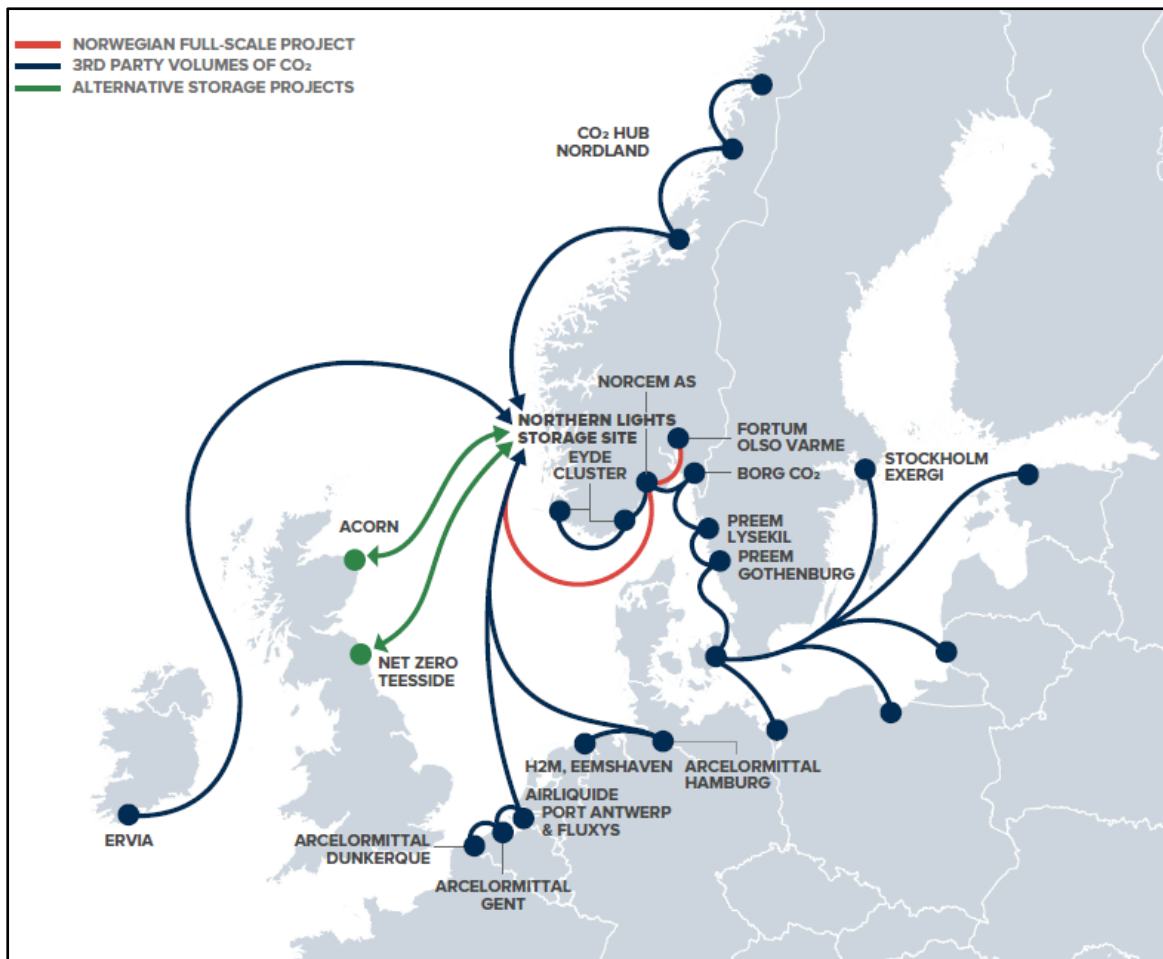 NORWEGIAN FULL-SCALE PROJECT
3RD PARTY VOLUMES OF CO₂
ALTERNATIVE STORAGE PROJECTS
CO₂ HUB
NORDLAND
NORCEM AS
NORTHERN LIGHTS
STORAGE SITE
EYDE
CLUSTER
FORTUM
OLSO VARME
BORG CO₂
STOCKHOLM
EXERGI
PREEM
LYSEKIL
PREEM
GOTHENBURG
ACORN
NET ZERO
TEESSIDE
H2M, EEMSHAVEN
ARCELORMITTAL
HAMBURG
AIRLIQUIDE
PORT ANTWERP
& FLUXYS
ERVIA
ARCELORMITTAL
DUNKERQUE
ARCELORMITTAL
GENT